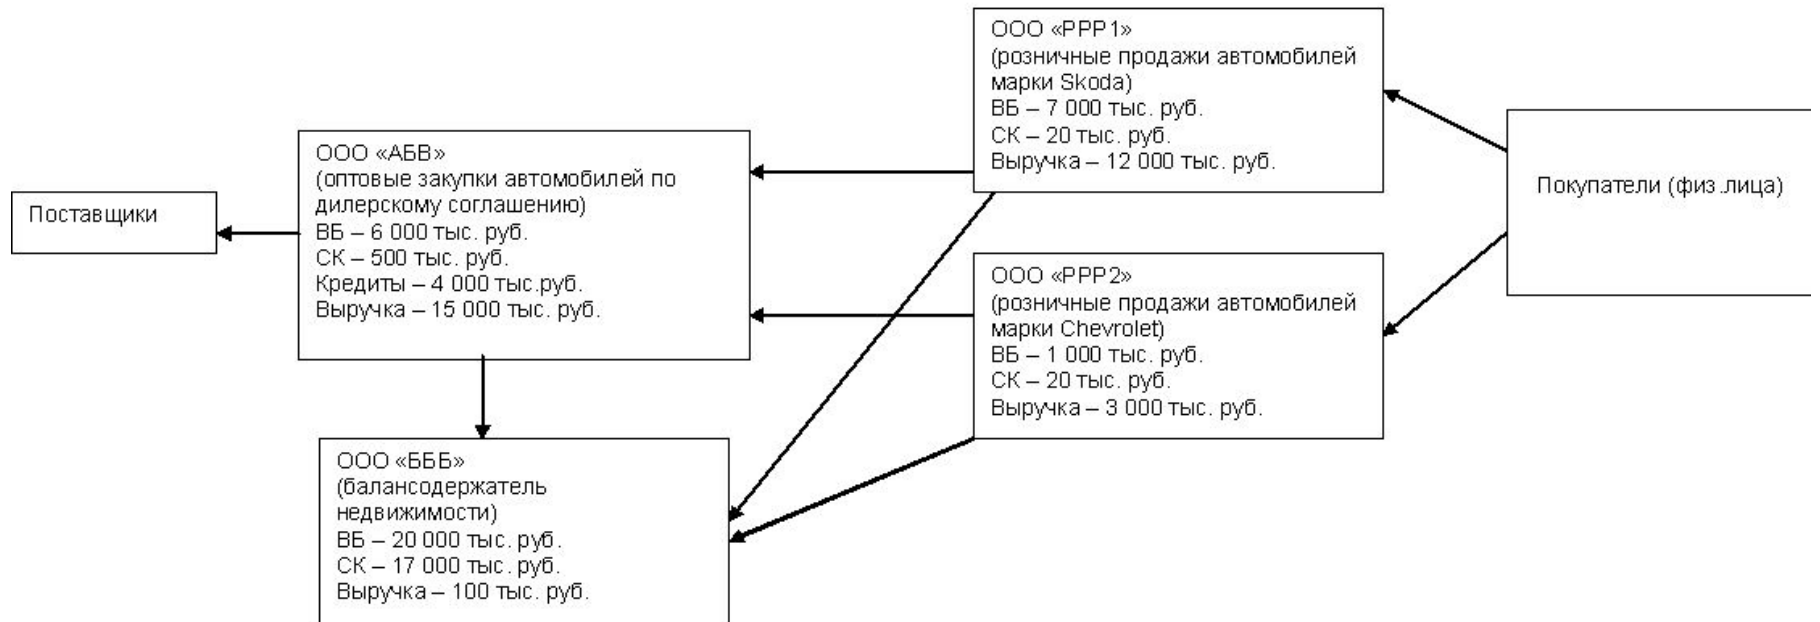 Поставщики
ООО «АБВ»
(оптовые закупки автомобилей по
дилерскому соглашению)
ВБ – 6 000 тыс. руб.
СК – 500 тыс. руб.
Кредиты – 4 000 тыс.руб.
Выручка – 15 000 тыс. руб.
ООО «БББ»
(балансодержатель
недвижимости)
ВБ – 20 000 тыс. руб.
СК – 17 000 тыс. руб.
Выручка – 100 тыс. руб.
ООО «РРР1»
(розничные продажи автомобилей
марки Skoda)
ВБ – 7 000 тыс. руб.
СК – 20 тыс. руб.
Выручка – 12 000 тыс. руб.
ООО «РРР2»
(розничные продажи автомобилей
марки Chevrolet)
ВБ – 1 000 тыс. руб.
СК – 20 тыс. руб.
Выручка – 3 000 тыс. руб.
Покупатели (физ.лица)